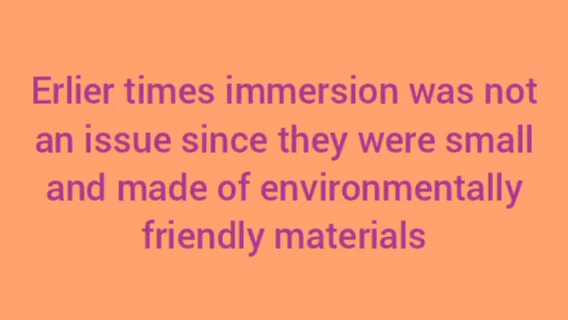 Erlier times immersion was not
an issue since they were small
and made of environmentally
friendly materials